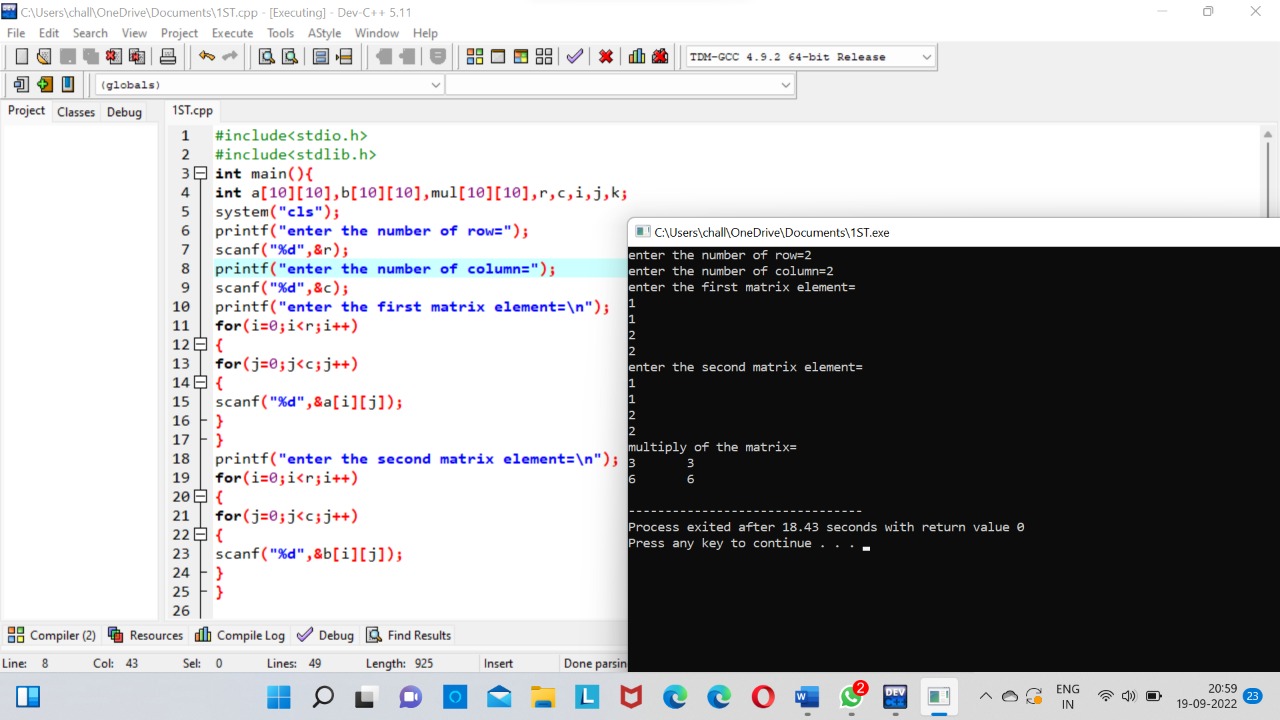 C:\Users\chall\OneDrive\Documents\1ST.cpp - [Executing] - Dev-C++ 5.11
File Edit Search View Project Execute Tools AStyle Window Help
TDM-GCC 4.9.2 64-bit Release
(globals)
Project Classes Debug
1ST.cpp
1 #include<stdio.h>
2 #include<stdlib.h>
3 int main(){
4 int a[10][10],b[10][10],mul[10][10],r,c,i,j,k;
5 system("cls");
6 printf("enter the number of row=");
7 scanf("%d",&r);
8 printf("enter the number of column=");
9 scanf("%d",&c);
10 printf("enter the first matrix element=\n");
11 for(i=0;i<r;i++)
12 {
13 for(j=0;j<c;j++)
14 {
15 scanf("%d",&a[i][j]);
16 }
17 }
18 printf("enter the second matrix element=\n");
19 for(i=0;i<r;i++)
20 {
21 for(j=0;j<c;j++)
22 {
23 scanf("%d",&b[i][j]);
24 }
25 }
26
C:\Users\chall\OneDrive\Documents\1ST.exe
enter the number of row=2
enter the number of column=2
enter the first matrix element=
1
1
2
2
enter the second matrix element=
1
1
2
2
multiply of the matrix=
3 3
6 6
--------------------------------
Process exited after 18.43 seconds with return value 0
Press any key to continue . . .
Compiler (2) Resources Compile Log Debug Find Results
Line: 8 Col: 43 Sel: 0 Lines: 49 Length: 925 Insert Done parsin
2
DEV
ENG
IN
20:59
19-09-2022
23